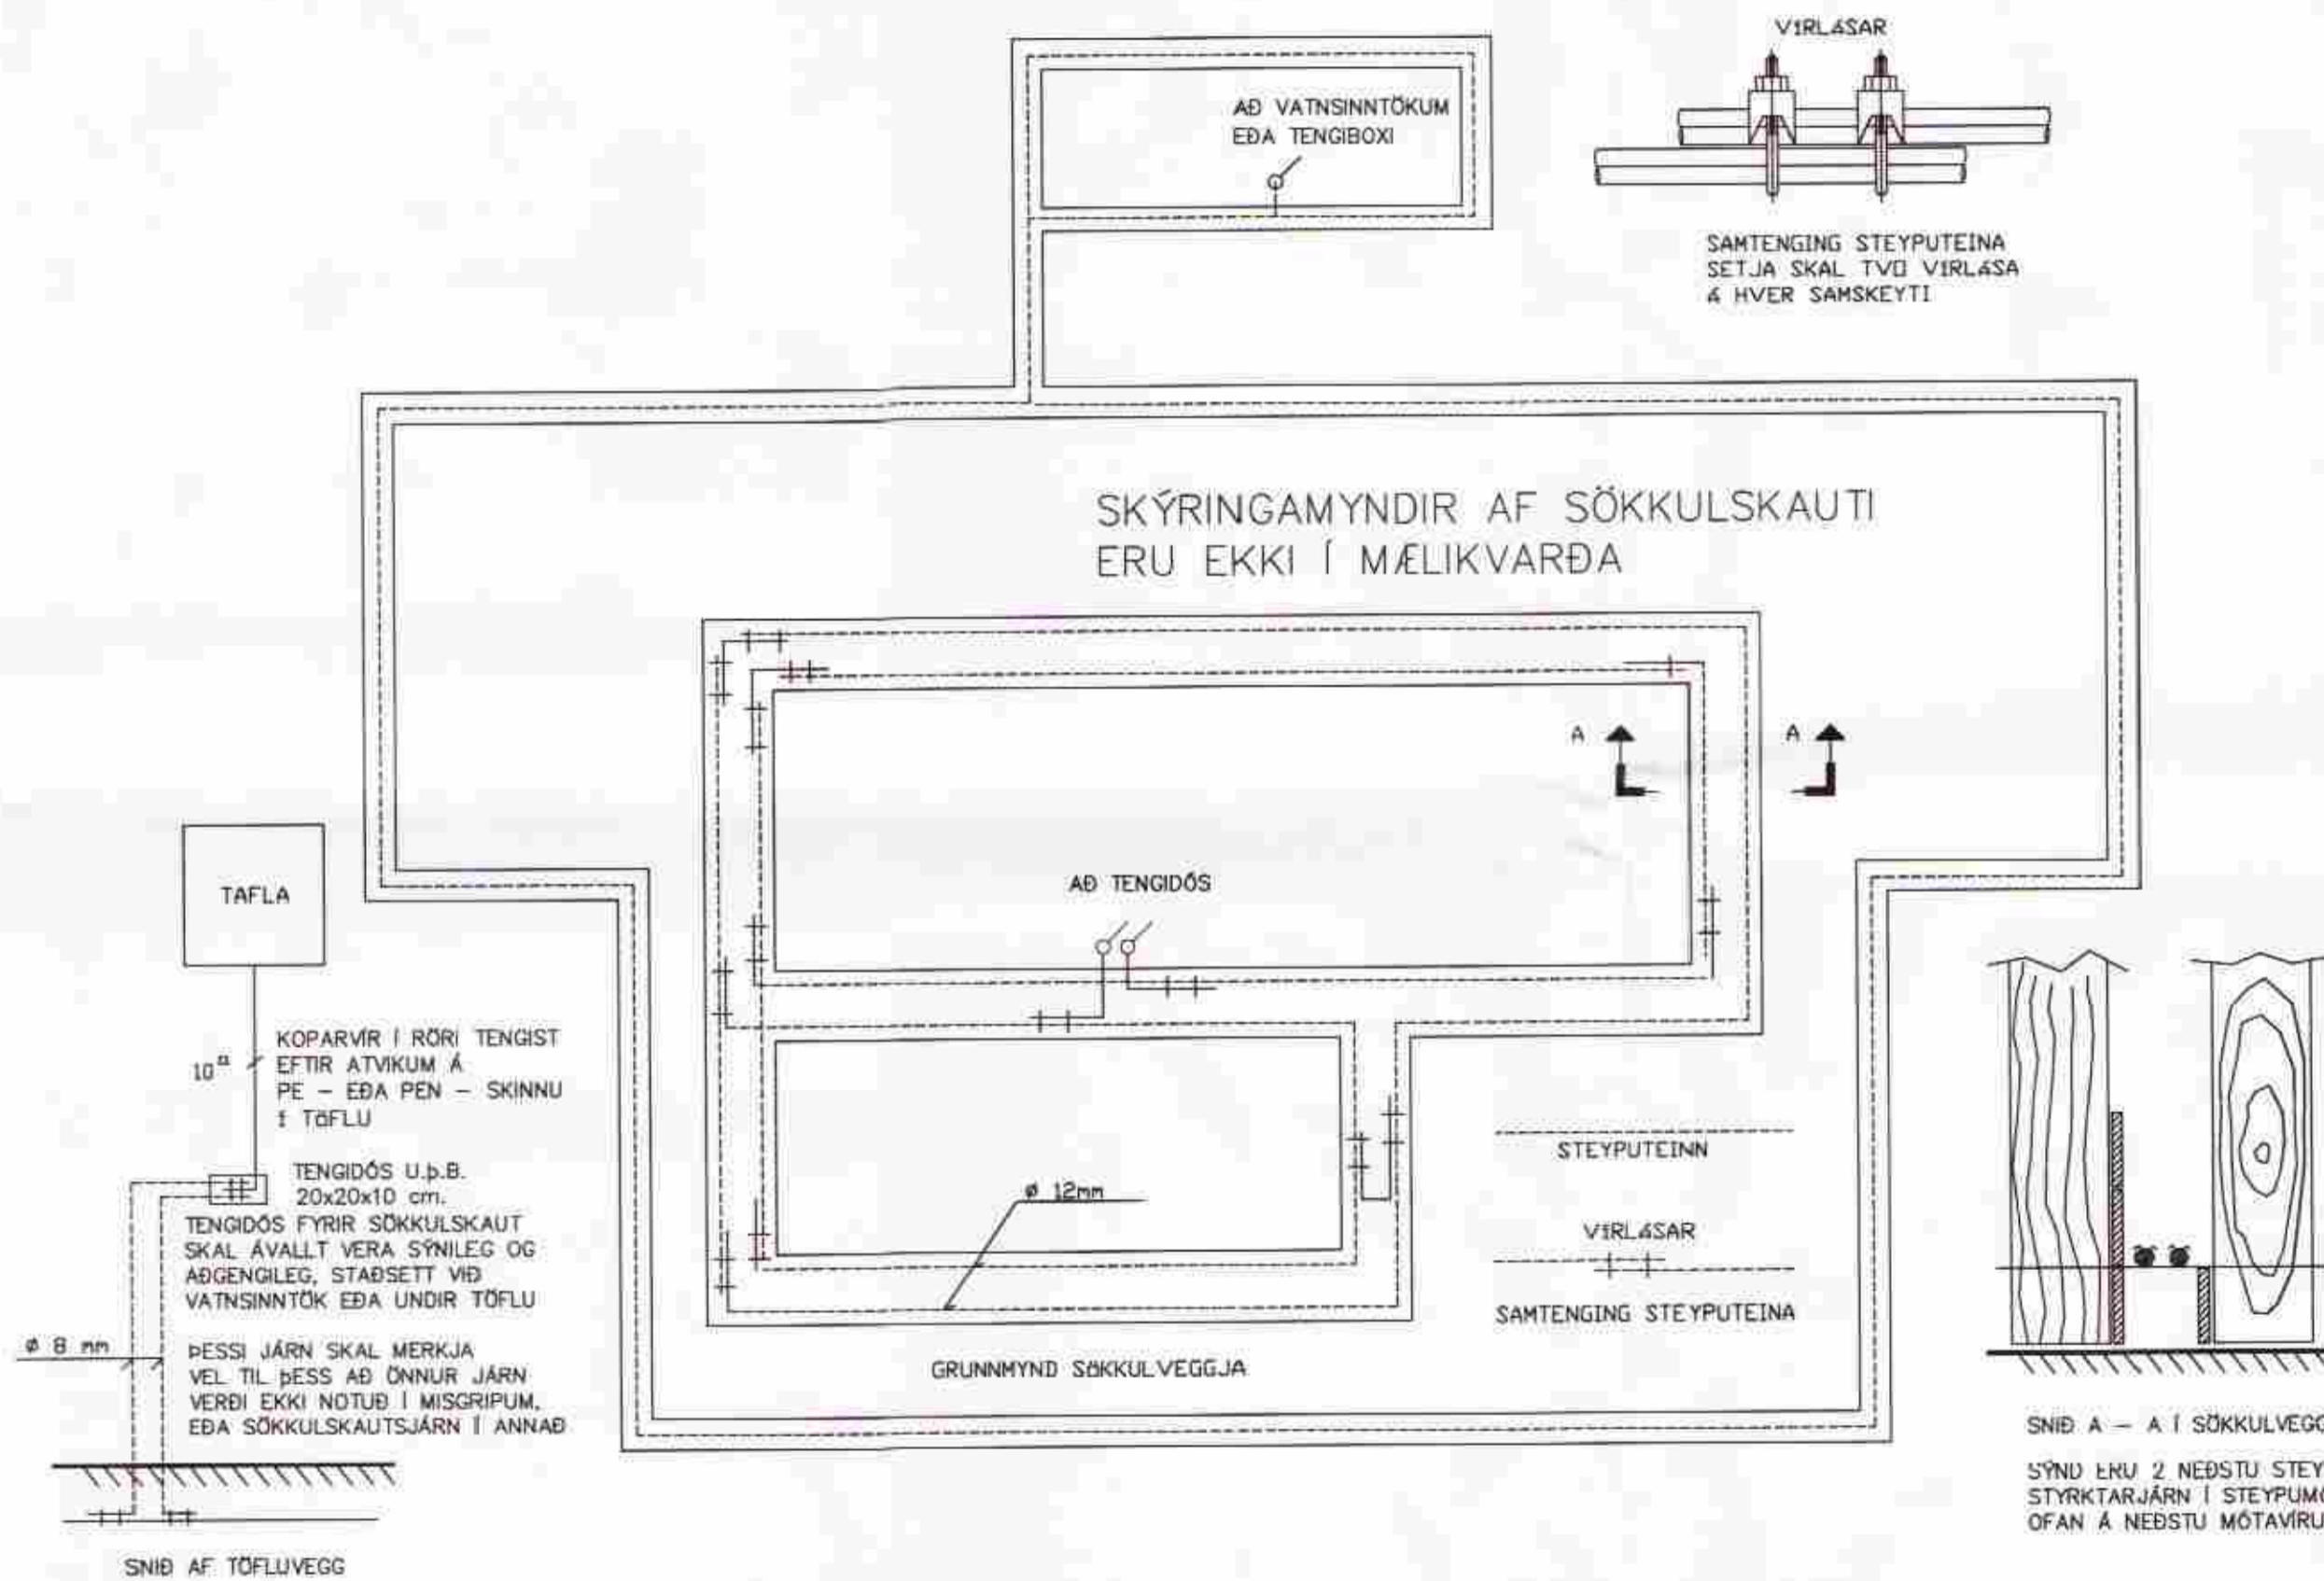 VÍRLÁSAR
AÐ VATNSINNTÖKUM
EÐA TENGIBOXI
SAMTENGING STEYPUTEINA
SETJA SKAL TVO VÍRLÁSA
Á HVER SAMSKEYTI
SKÝRINGAMYNDIR AF SÖKKULSKAUTI
ERU EKKI Í MÆLIKVARÐA
A
A
AÐ TENGIDÓS
TAFLA
10▫
KOPARVÍR Í RÖRI TENGIST
EFTIR ATVIKUM Á
PE – EÐA PEN – SKINNU
Í TÖFLU
TENGIDÓS U.Þ.B.
20x20x10 cm.
TENGIDÓS FYRIR SÖKKULSKAUT
SKAL ÁVALLT VERA SÝNILEG OG
AÐGENGILEG, STAÐSETT VIÐ
VATNSINNTÖK EÐA UNDIR TÖFLU
ø 8 mm
ÞESSI JÁRN SKAL MERKJA
VEL TIL ÞESS AÐ ÖNNUR JÁRN
VERÐI EKKI NOTUÐ Í MISGRIPUM,
EÐA SÖKKULSKAUTSJÁRN Í ANNAÐ
SNIÐ AF TÖFLUVEGG
ø 12mm
STEYPUTEINN
VÍRLÁSAR
SAMTENGING STEYPUTEINA
GRUNNMYND SÖKKULVEGGJA
SNIÐ A – A Í SÖKKULVEGG
SÝND ERU 2 NEÐSTU STEY
STYRKTARJÁRN Í STEYPUMÓ
OFAN Á NEÐSTU MÓTAVÍRU